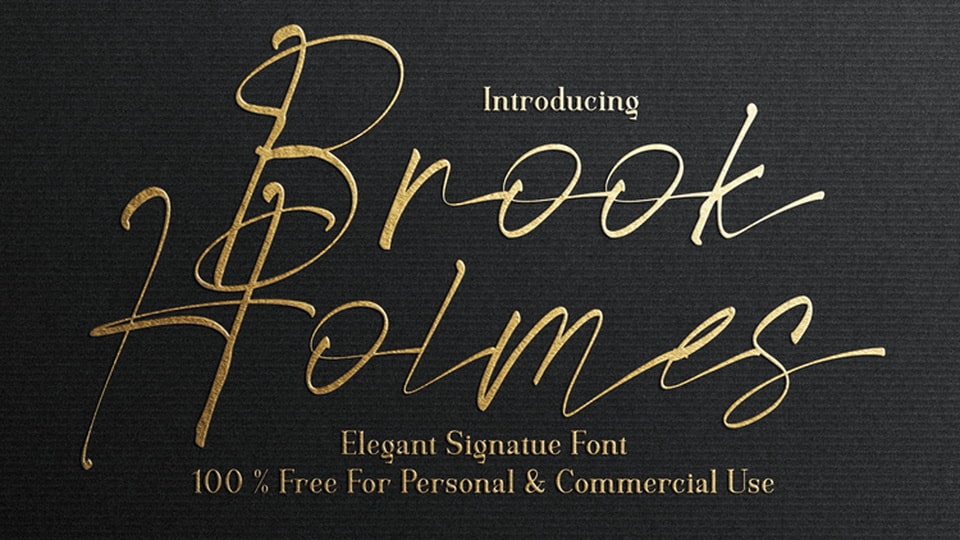 Introducing
Brook
Holmes
Elegant Signatue Font
100 % Free For Personal & Commercial Use